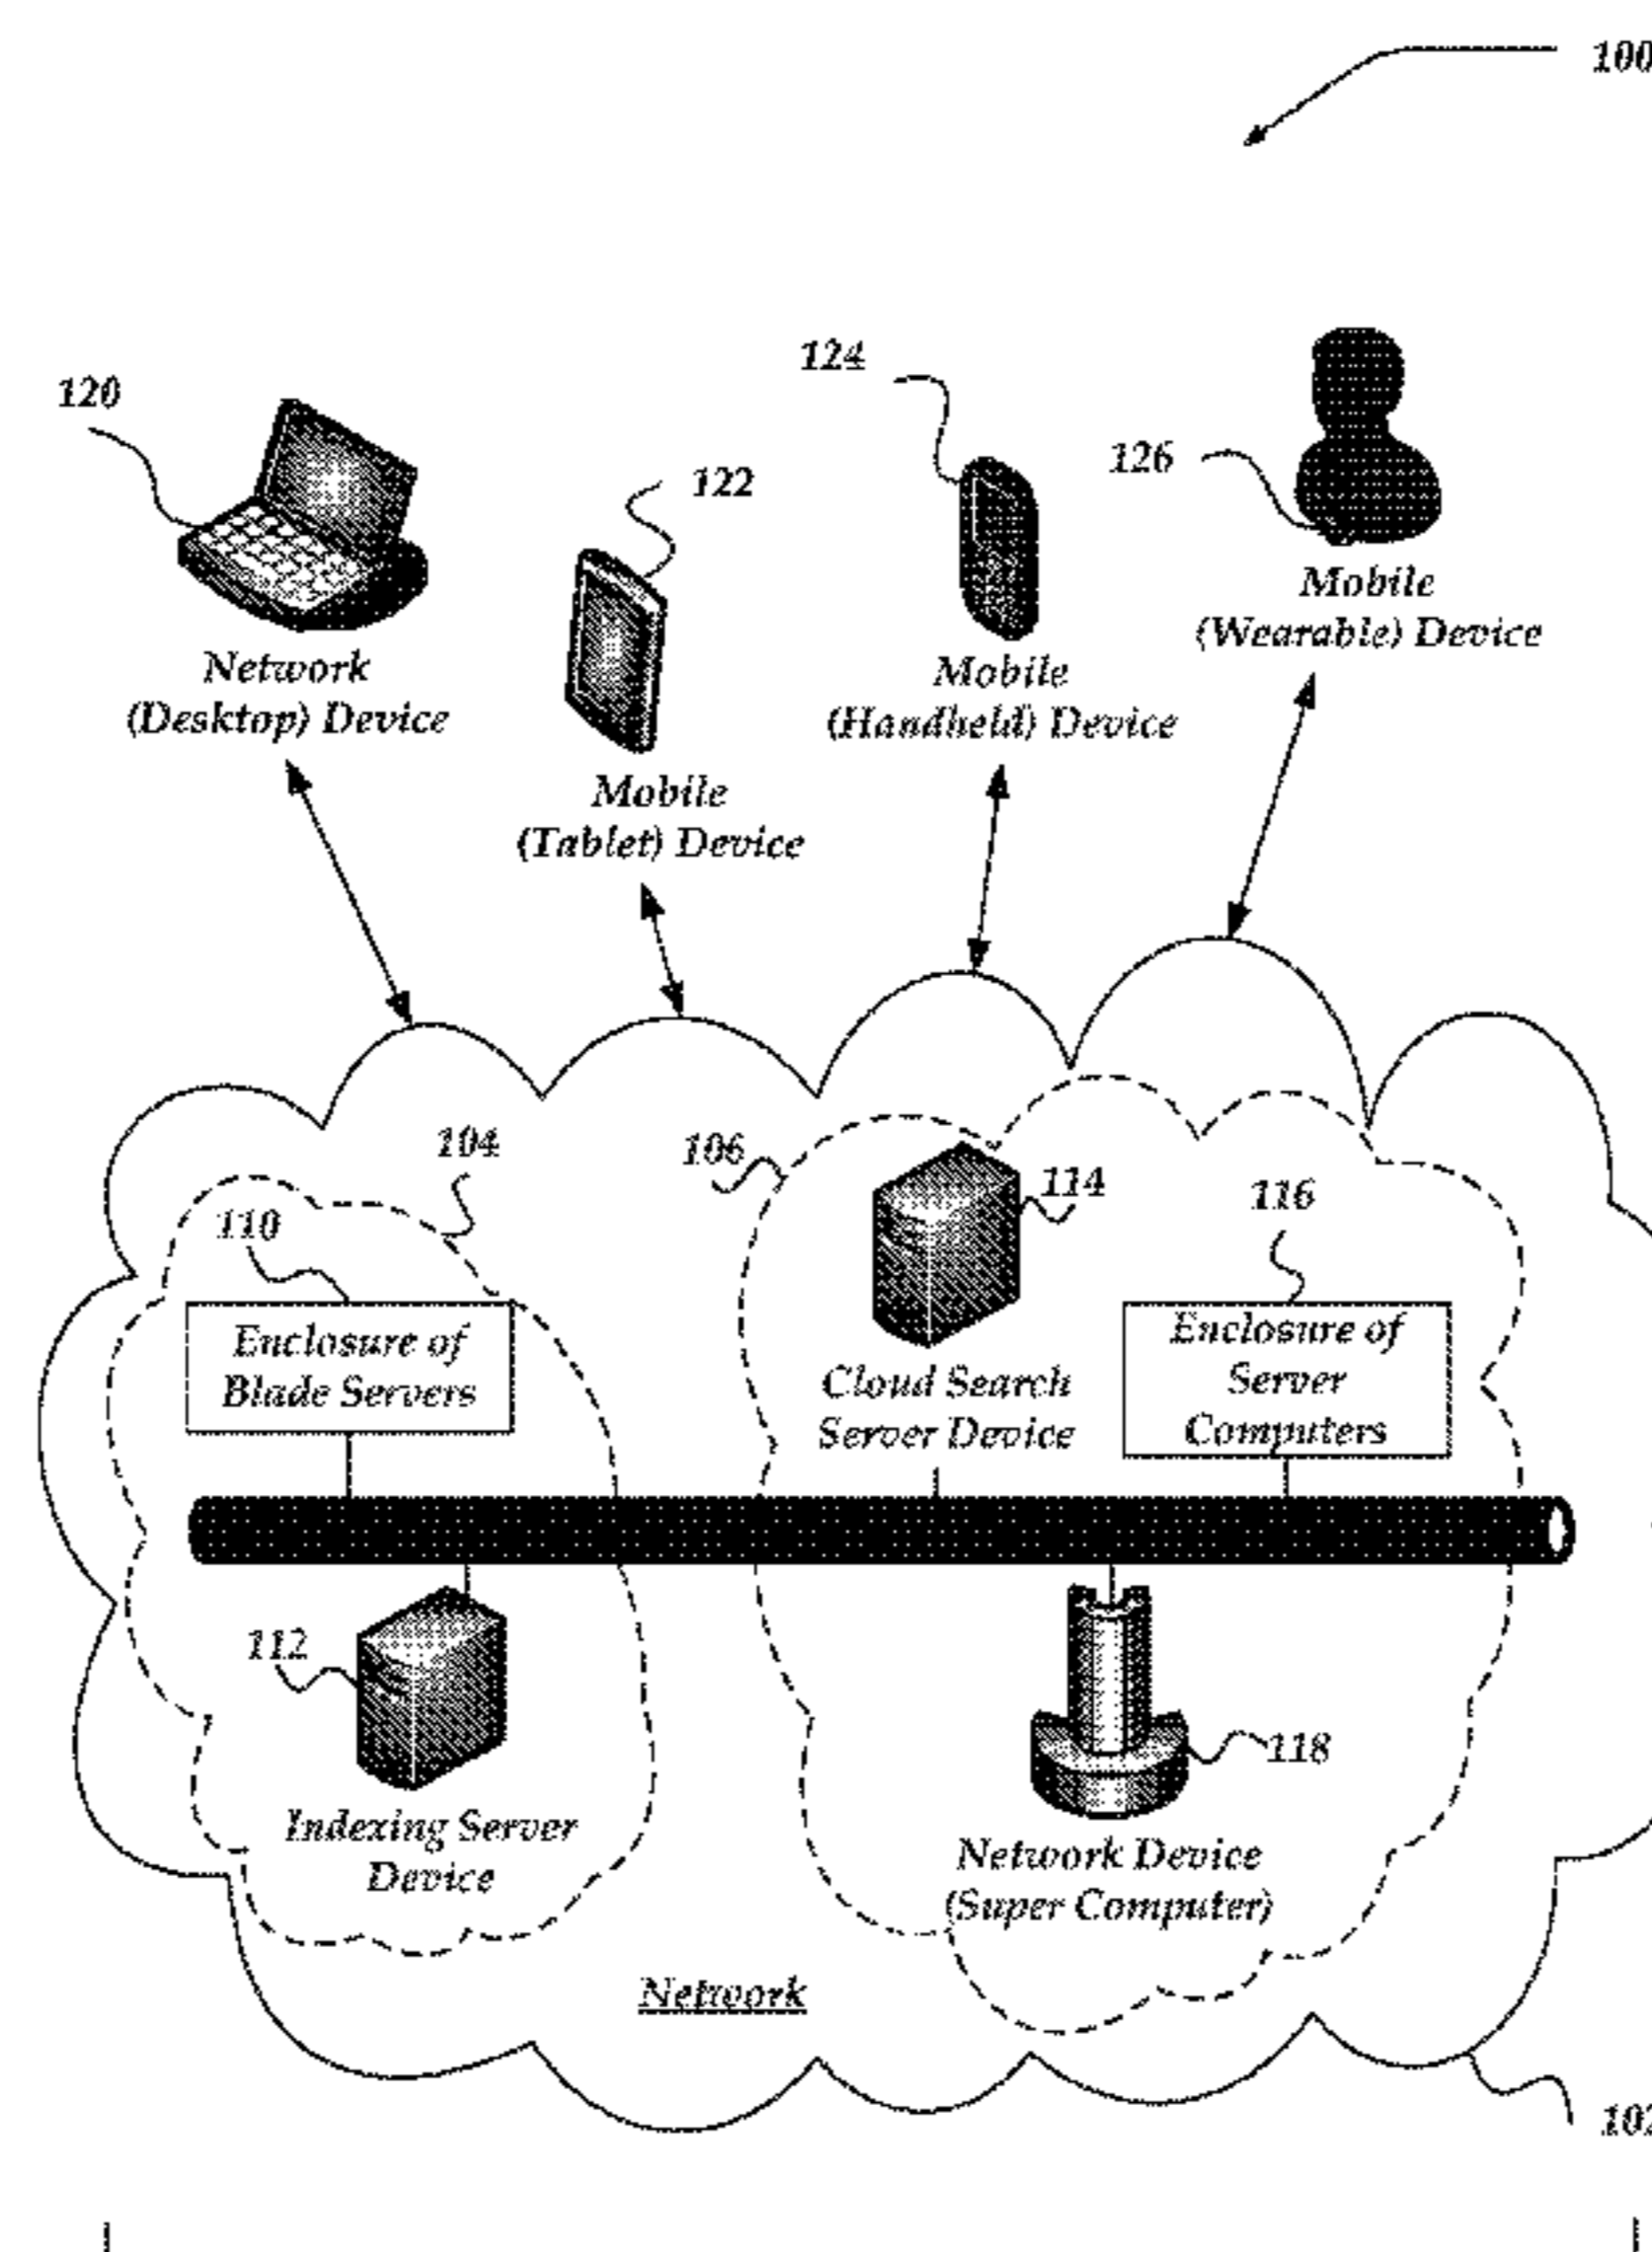 100
120
124
126
122
Mobile
(Wearable) Device
Network
(Desktop) Device
Mobile
(Handheld) Device
Mobile
(Tablet) Device
104
106
114
116
110
Enclosure of
Blade Servers
Cloud Search
Server Device
Enclosure of
Server
Computers
112
118
Indexing Server
Device
Network Device
(Super Computer)
Network
102